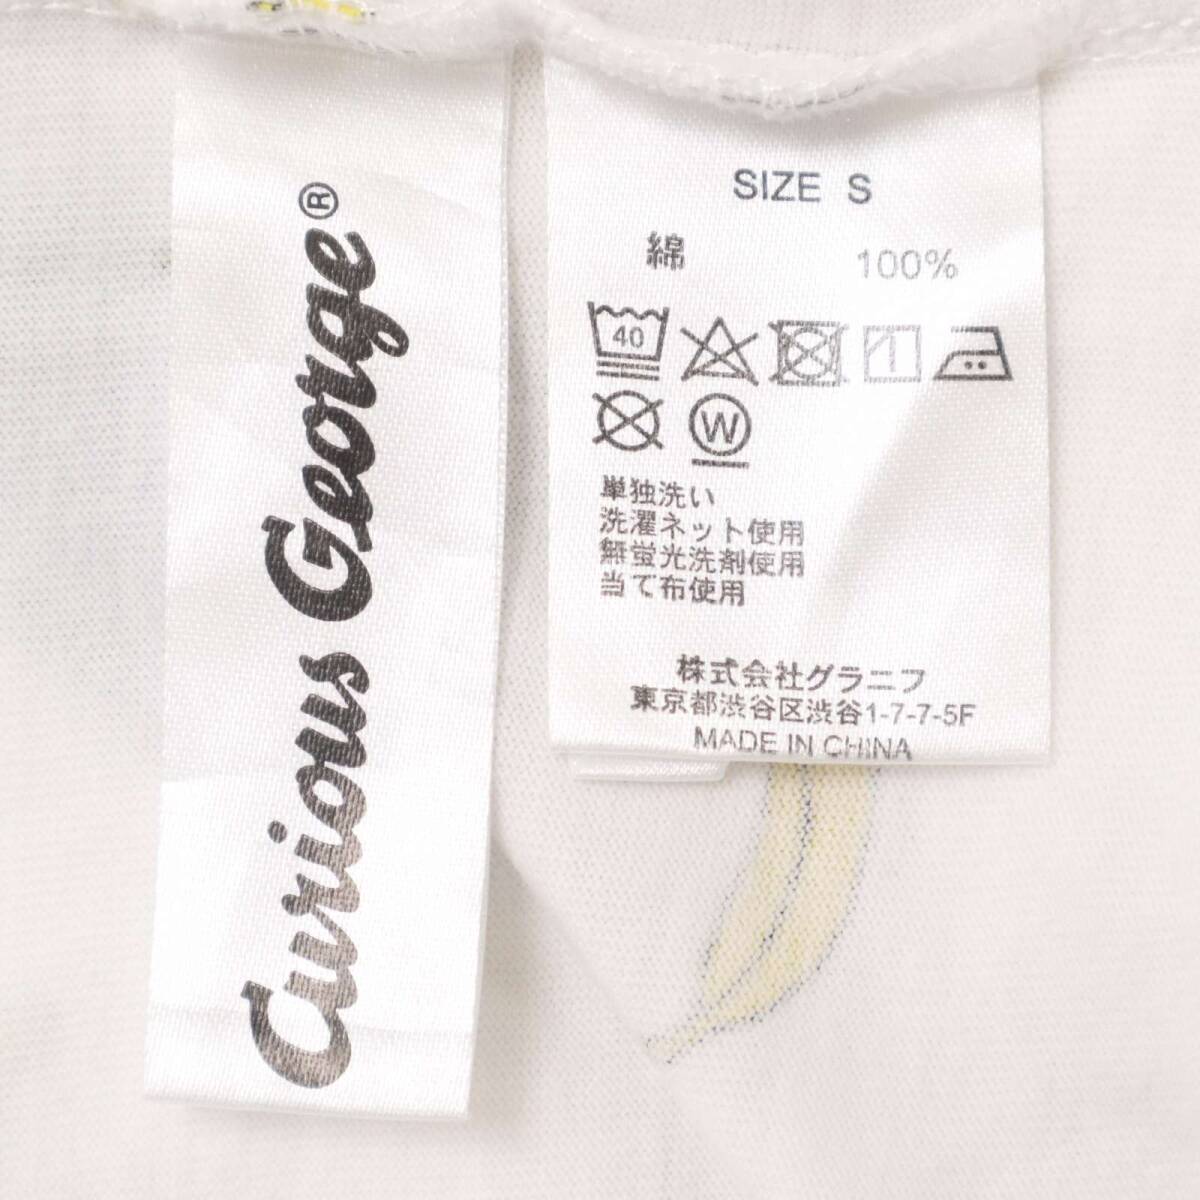 Curious George®
SIZE S
綿 100%
40
W
単独洗い
洗濯ネット使用
無蛍光洗剤使用
当て布使用
株式会社グラニフ
東京都渋谷区渋谷1-7-7-5F
MADE IN CHINA